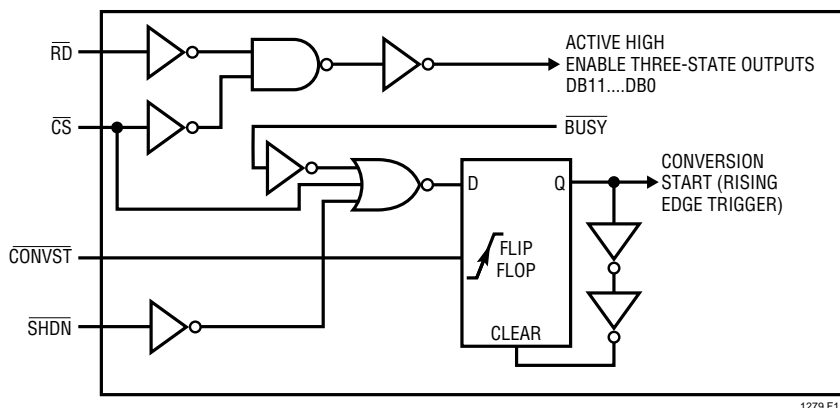 RD
ACTIVE HIGH
ENABLE THREE-STATE OUTPUTS
DB11....DB0
CS
BUSY
CONVERSION
START (RISING
EDGE TRIGGER)
D
Q
CONVST
FLIP
FLOP
SHDN
CLEAR
1279 F1